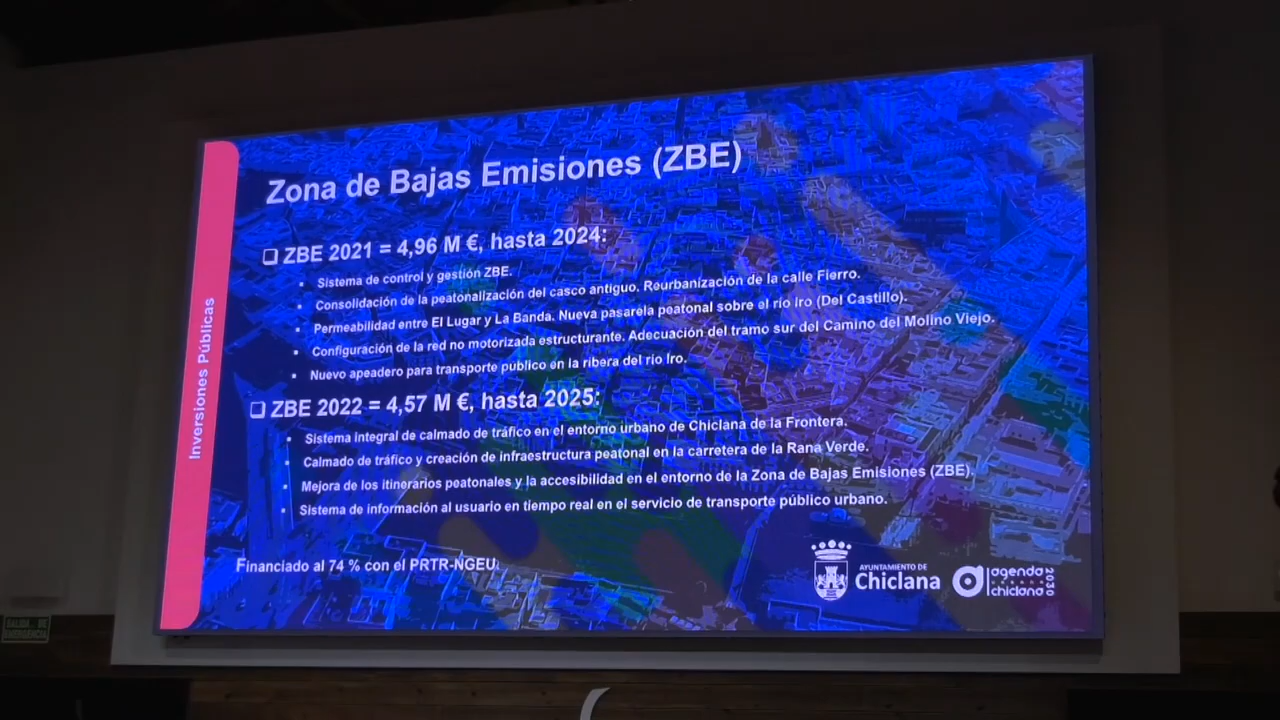 Zona de Bajas Emisiones (ZBE)
❑ ZBE 2021 = 4,96 M €, hasta 2024:
▪ Sistema de control y gestión ZBE.
▪ Consolidación de la peatonalización del casco antiguo. Reurbanización de la calle Fierro.
▪ Permeabilidad entre El Lugar y La Banda. Nueva pasarela peatonal sobre el río Iro (Del Castillo).
▪ Configuración de la red no motorizada estructurante. Adecuación del tramo sur del Camino del Molino Viejo.
▪ Nuevo apeadero para transporte público en la ribera del río Iro.
❑ ZBE 2022 = 4,57 M €, hasta 2025:
▪ Sistema integral de calmado de tráfico en el entorno urbano de Chiclana de la Frontera.
▪ Calmado de tráfico y creación de infraestructura peatonal en la carretera de la Rana Verde.
▪ Mejora de los itinerarios peatonales y la accesibilidad en el entorno de la Zona de Bajas Emisiones (ZBE).
▪ Sistema de información al usuario en tiempo real en el servicio de transporte público urbano.
Financiado al 74 % con el PRTR-NGEU.
Inversiones Públicas
AYUNTAMIENTO DE
Chiclana
agenda
urbana
chiclana
2030
SALIDA DE
EMERGENCIA